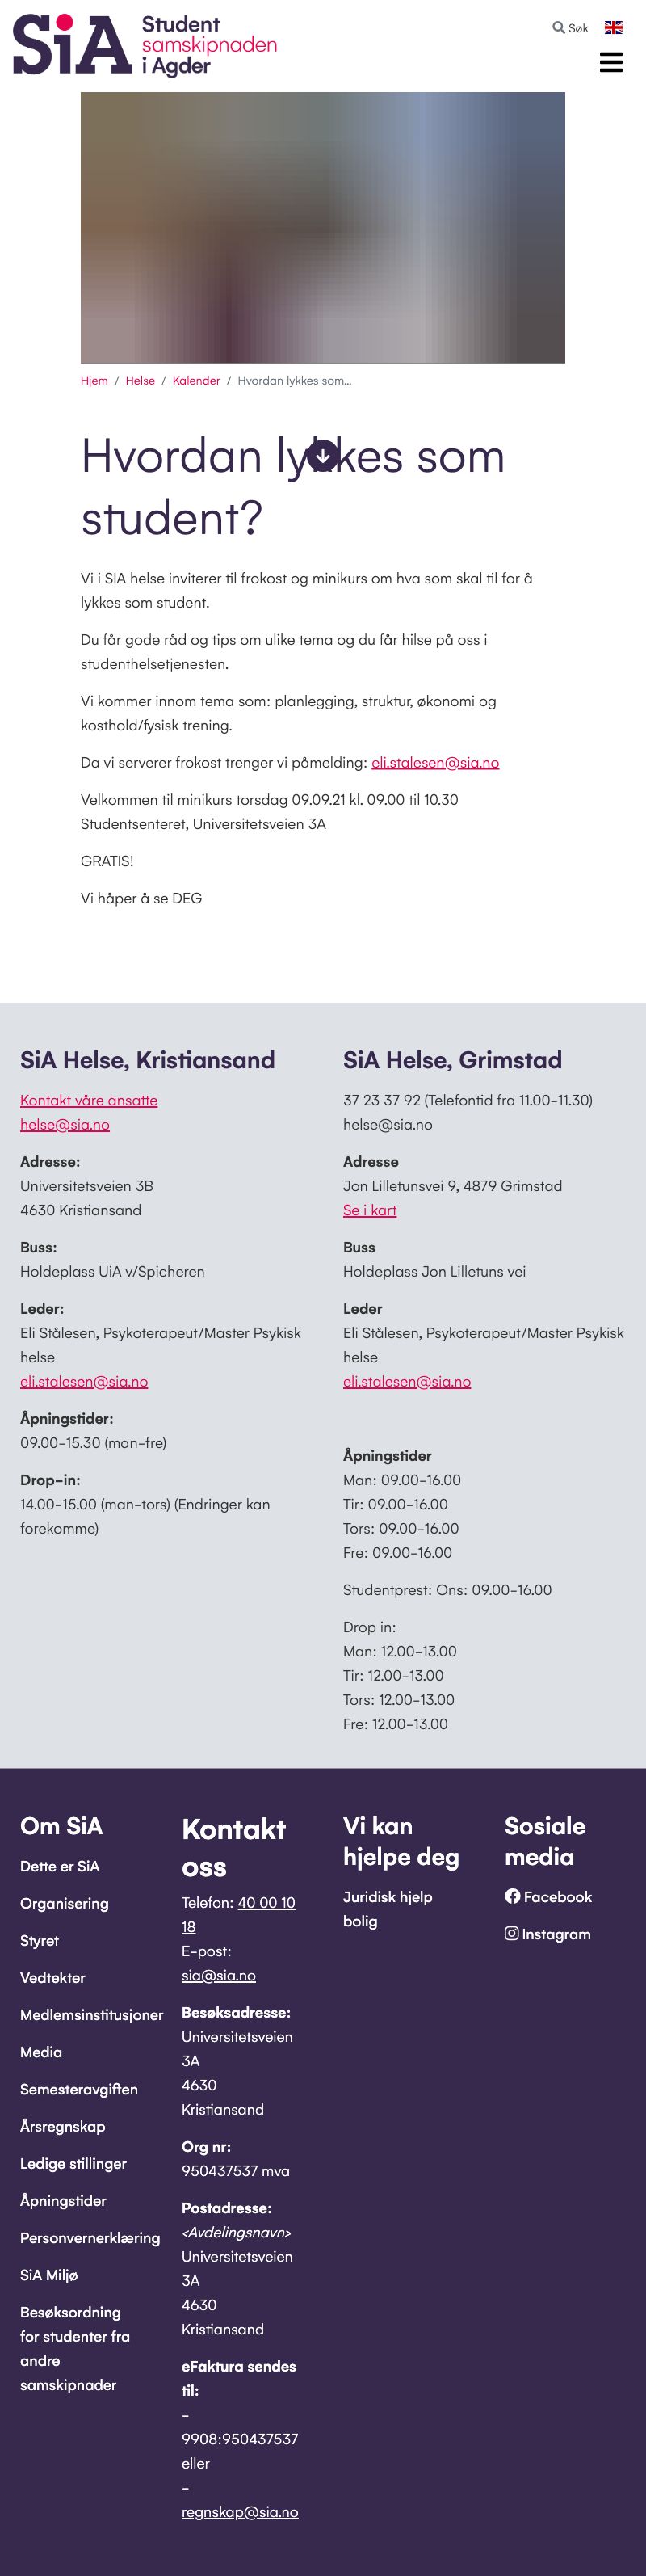 SiA
Student
samskipnaden
i Agder
Søk
Hjem / Helse / Kalender / Hvordan lykkes som...
Hvordan lykkes som
student?
Vi i SIA helse inviterer til frokost og minikurs om hva som skal til for å
lykkes som student.
Du får gode råd og tips om ulike tema og du får hilse på oss i
studenthelsetjenesten.
Vi kommer innom tema som: planlegging, struktur, økonomi og
kosthold/fysisk trening.
Da vi serverer frokost trenger vi påmelding: eli.stalesen@sia.no
Velkommen til minikurs torsdag 09.09.21 kl. 09.00 til 10.30
Studentsenteret, Universitetsveien 3A
GRATIS!
Vi håper å se DEG
SiA Helse, Kristiansand
Kontakt våre ansatte
helse@sia.no
Adresse:
Universitetsveien 3B
4630 Kristiansand
Buss:
Holdeplass UiA v/Spicheren
Leder:
Eli Stålesen, Psykoterapeut/Master Psykisk
helse
eli.stalesen@sia.no
Åpningstider:
09.00-15.30 (man-fre)
Drop-in:
14.00-15.00 (man-tors) (Endringer kan
forekomme)
SiA Helse, Grimstad
37 23 37 92 (Telefontid fra 11.00-11.30)
helse@sia.no
Adresse
Jon Lilletunsvei 9, 4879 Grimstad
Se i kart
Buss
Holdeplass Jon Lilletuns vei
Leder
Eli Stålesen, Psykoterapeut/Master Psykisk
helse
eli.stalesen@sia.no
Åpningstider
Man: 09.00-16.00
Tir: 09.00-16.00
Tors: 09.00-16.00
Fre: 09.00-16.00
Studentprest: Ons: 09.00-16.00
Drop in:
Man: 12.00-13.00
Tir: 12.00-13.00
Tors: 12.00-13.00
Fre: 12.00-13.00
Om SiA
Dette er SiA
Organisering
Styret
Vedtekter
Medlemsinstitusjoner
Media
Semesteravgiften
Årsregnskap
Ledige stillinger
Åpningstider
Personvernerklæring
SiA Miljø
Besøksordning
for studenter fra
andre
samskipnader
Kontakt
oss
Telefon: 40 00 10
18
E-post:
sia@sia.no
Besøksadresse:
Universitetsveien
3A
4630
Kristiansand
Org nr:
950437537 mva
Postadresse:
<Avdelingsnavn>
Universitetsveien
3A
4630
Kristiansand
eFaktura sendes
til:
-
9908:950437537
eller
-
regnskap@sia.no
Vi kan
hjelpe deg
Juridisk hjelp
bolig
Sosiale
media
Facebook
Instagram